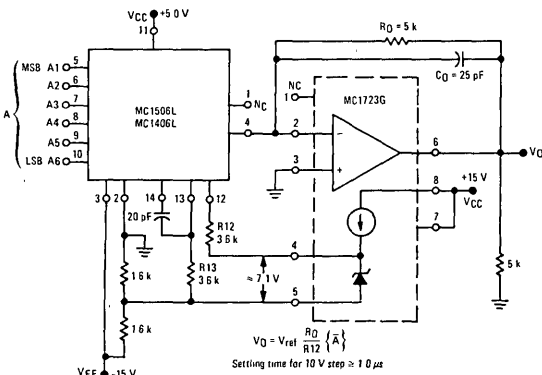 VCC +5 0 V
11
RO = 5 k
CO = 25 pF
MSB A1 5
A2 6
A3 7
A4 8
A5 9
LSB A6 10
A
MC1506L
MC1406L
1 NC
4
NC
1
MC1723G
2
−
3
+
6
VO
8
+15 V
VCC
7
3 2 14 13 12
20 pF
R12
3 6 k
4
≈ 7.1 V
5
R13
3 6 k
1 6 k
1 6 k
5 k
VEE -15 V
VO = Vref RO/R12 {A̅}
Settling time for 10 V step ≥ 1 0 μs